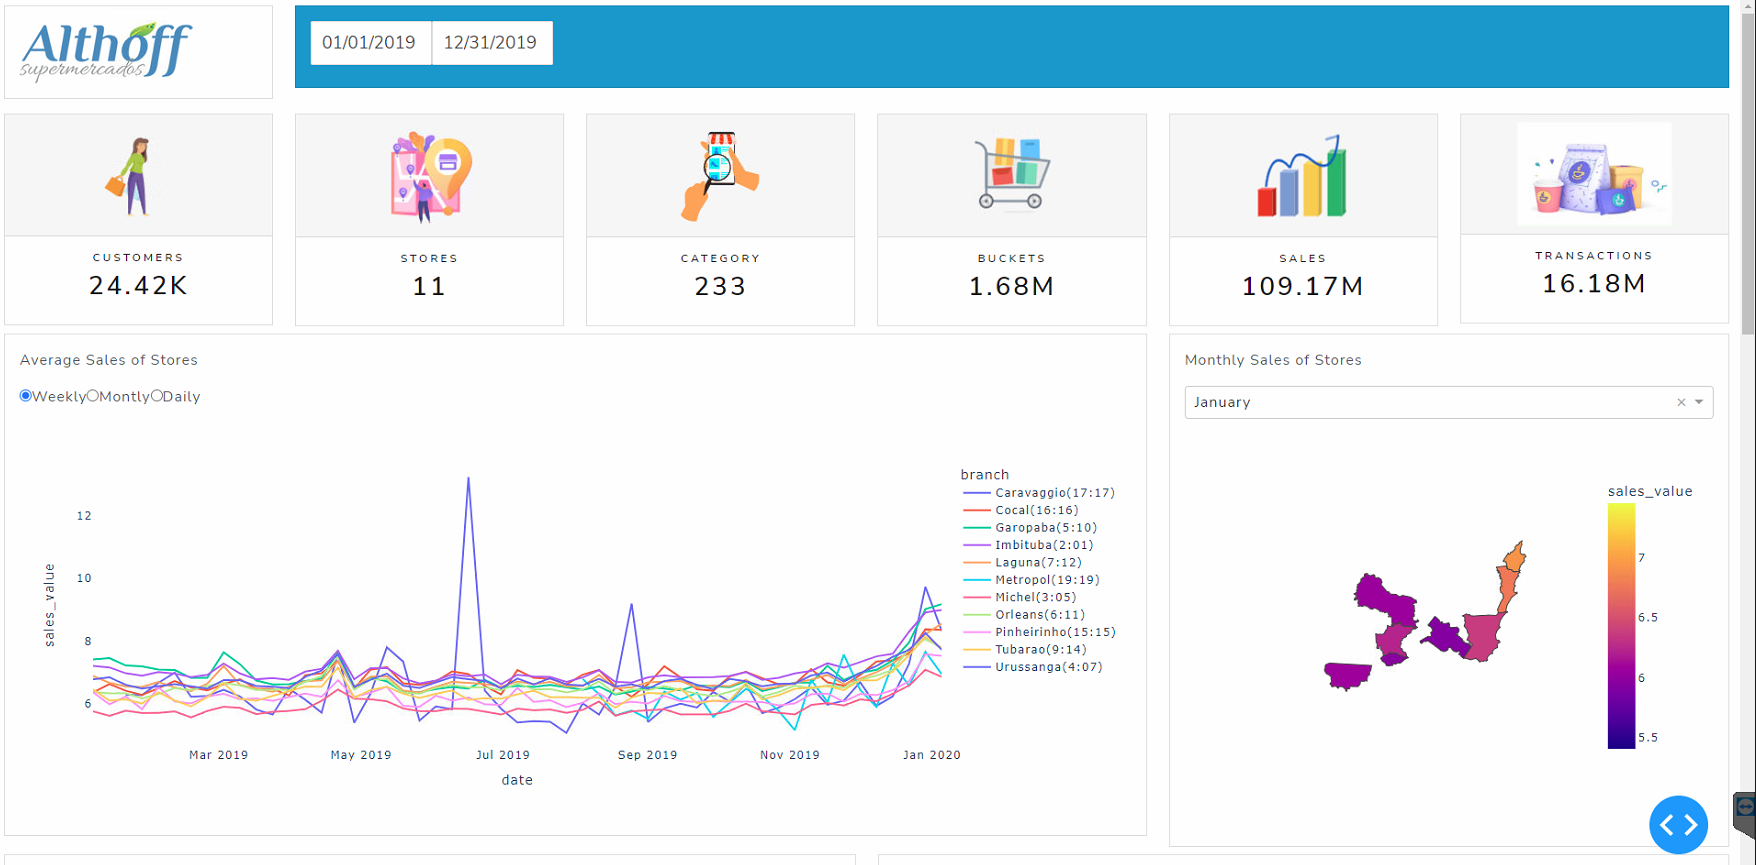 Althoff
supermercados
01/01/2019
12/31/2019
CUSTOMERS
24.42K
STORES
11
CATEGORY
233
BUCKETS
1.68M
SALES
109.17M
TRANSACTIONS
16.18M
Average Sales of Stores
Weekly Montly Daily
sales_value
12
10
8
6
Mar 2019
May 2019
Jul 2019
Sep 2019
Nov 2019
Jan 2020
date
branch
Caravaggio(17:17)
Cocal(16:16)
Garopaba(5:10)
Imbituba(2:01)
Laguna(7:12)
Metropol(19:19)
Michel(3:05)
Orleans(6:11)
Pinheirinho(15:15)
Tubarao(9:14)
Urussanga(4:07)
Monthly Sales of Stores
January
sales_value
7
6.5
6
5.5